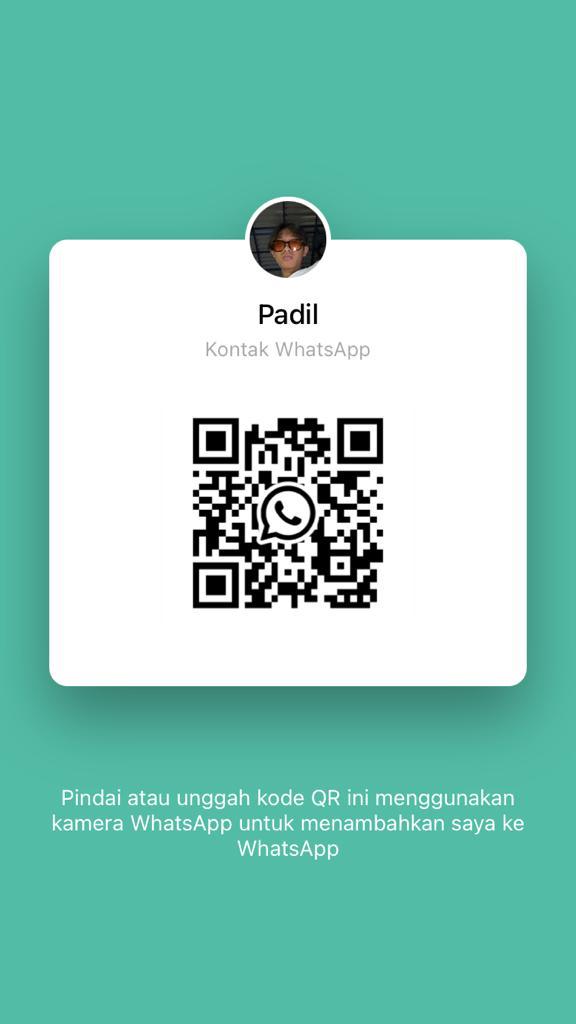 Padil
Kontak WhatsApp
Pindai atau unggah kode QR ini menggunakan
kamera WhatsApp untuk menambahkan saya ke
WhatsApp